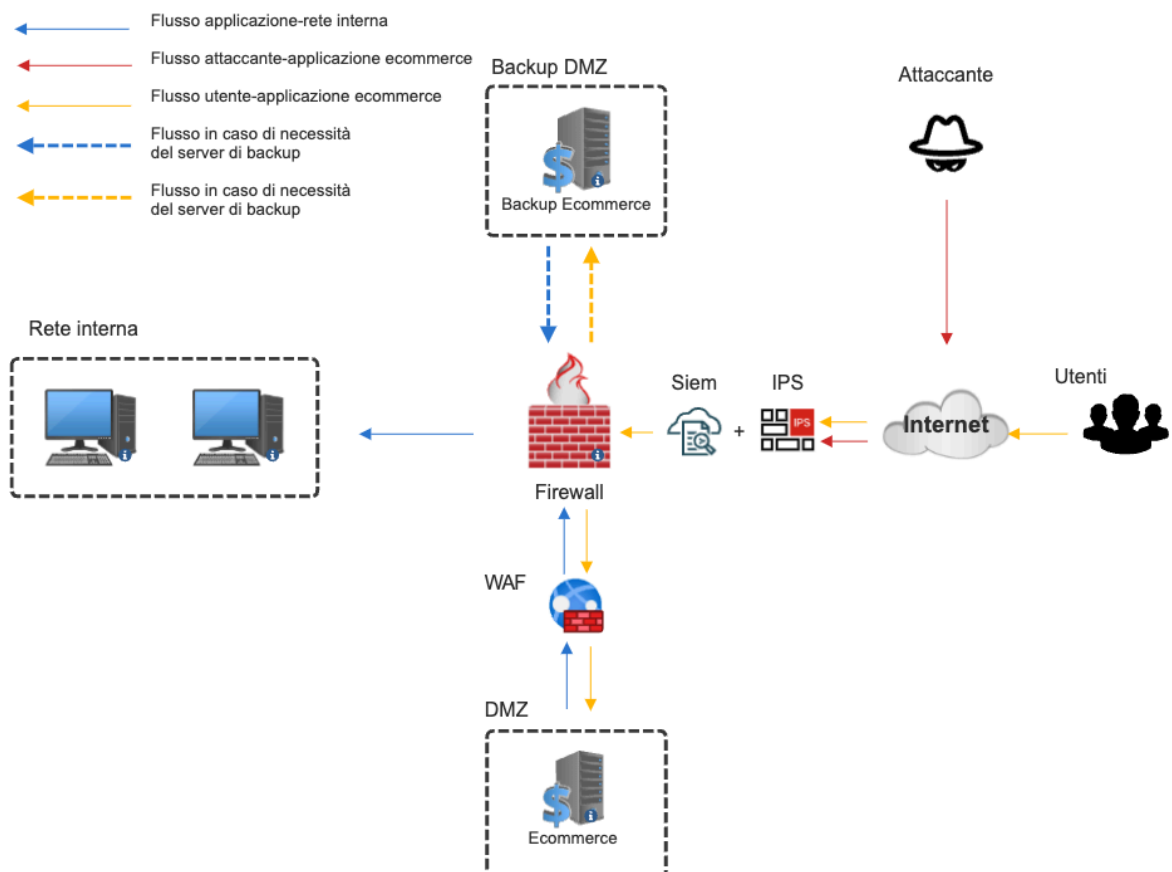 Flusso applicazione-rete interna
Flusso attaccante-applicazione ecommerce
Flusso utente-applicazione ecommerce
Flusso in caso di necessità
del server di backup
Flusso in caso di necessità
del server di backup
Backup DMZ
Backup Ecommerce
Attaccante
Rete interna
Siem
IPS
IPS
+
Internet
Utenti
Firewall
WAF
DMZ
Ecommerce